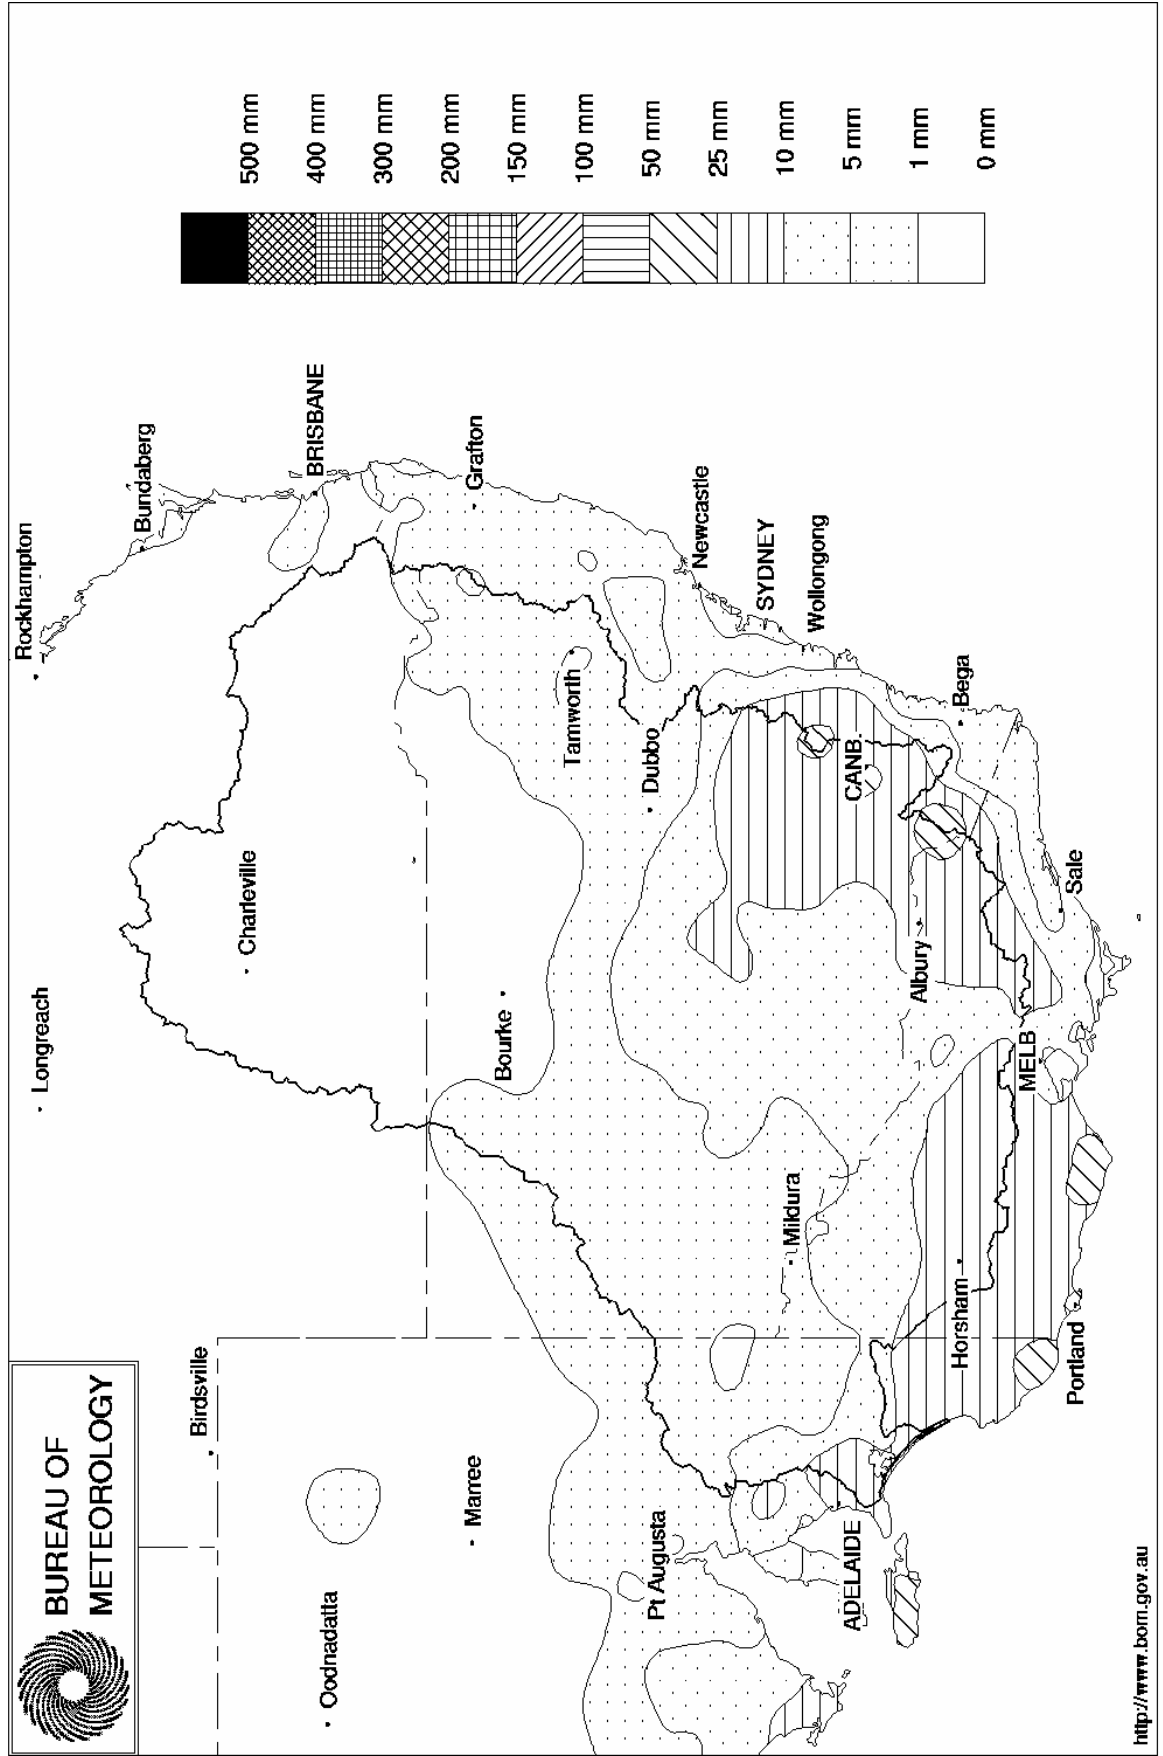 BUREAU OF
METEOROLOGY
500 mm
400 mm
300 mm
200 mm
150 mm
100 mm
50 mm
25 mm
10 mm
5 mm
1 mm
0 mm
Longreach
Rockhampton
Bundaberg
Birdsville
Charleville
BRISBANE
Oodnadatta
Marree
Bourke
Grafton
Tamworth
Pt Augusta
Dubbo
Newcastle
SYDNEY
Mildura
Wollongong
ADELAIDE
CANB.
Albury
Horsham
Bega
MELB
Portland
Sale
http://www.bom.gov.au